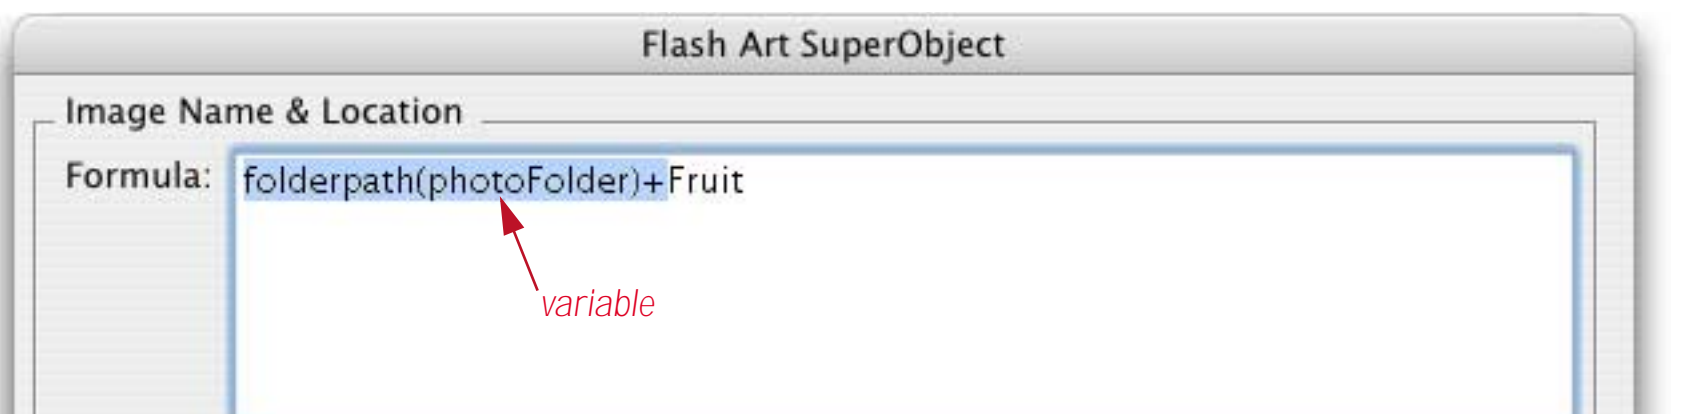 Flash Art SuperObject
Image Name & Location
Formula: folderpath(photoFolder)+Fruit
variable